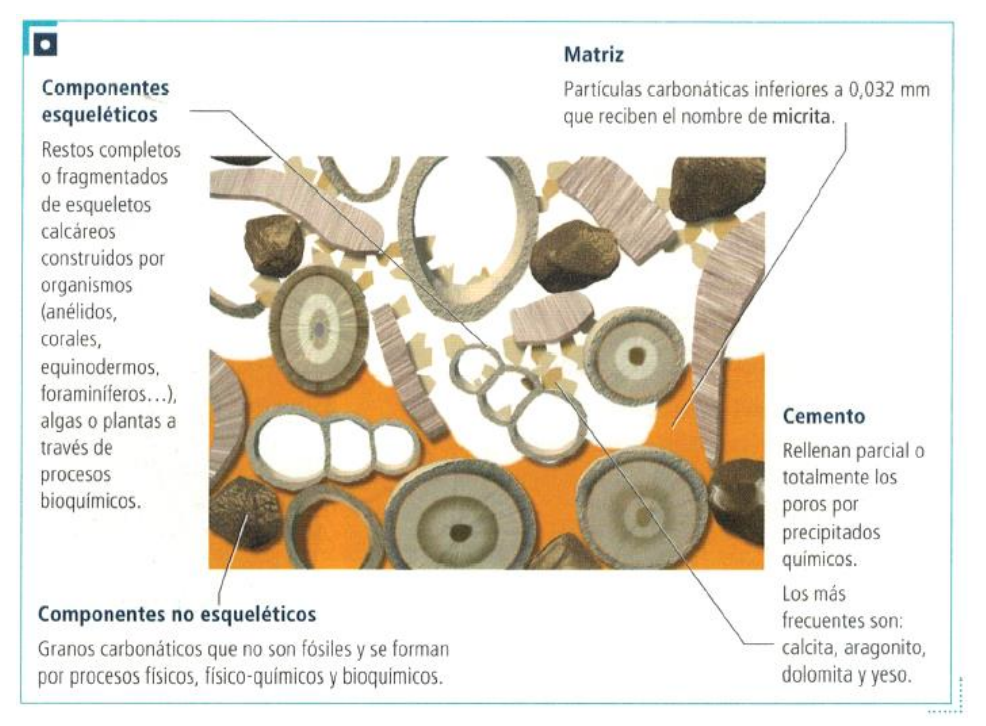 Componentes
esqueléticos
Restos completos
o fragmentados
de esqueletos
calcáreos
construidos por
organismos
(anélidos,
corales,
equinodermos,
foraminíferos...),
algas o plantas a
través de
procesos
bioquímicos.
Matriz
Partículas carbonáticas inferiores a 0,032 mm
que reciben el nombre de micrita.
Cemento
Rellenan parcial o
totalmente los
poros por
precipitados
químicos.
Los más
frecuentes son:
calcita, aragonito,
dolomita y yeso.
Componentes no esqueléticos
Granos carbonáticos que no son fósiles y se forman
por procesos físicos, físico-químicos y bioquímicos.